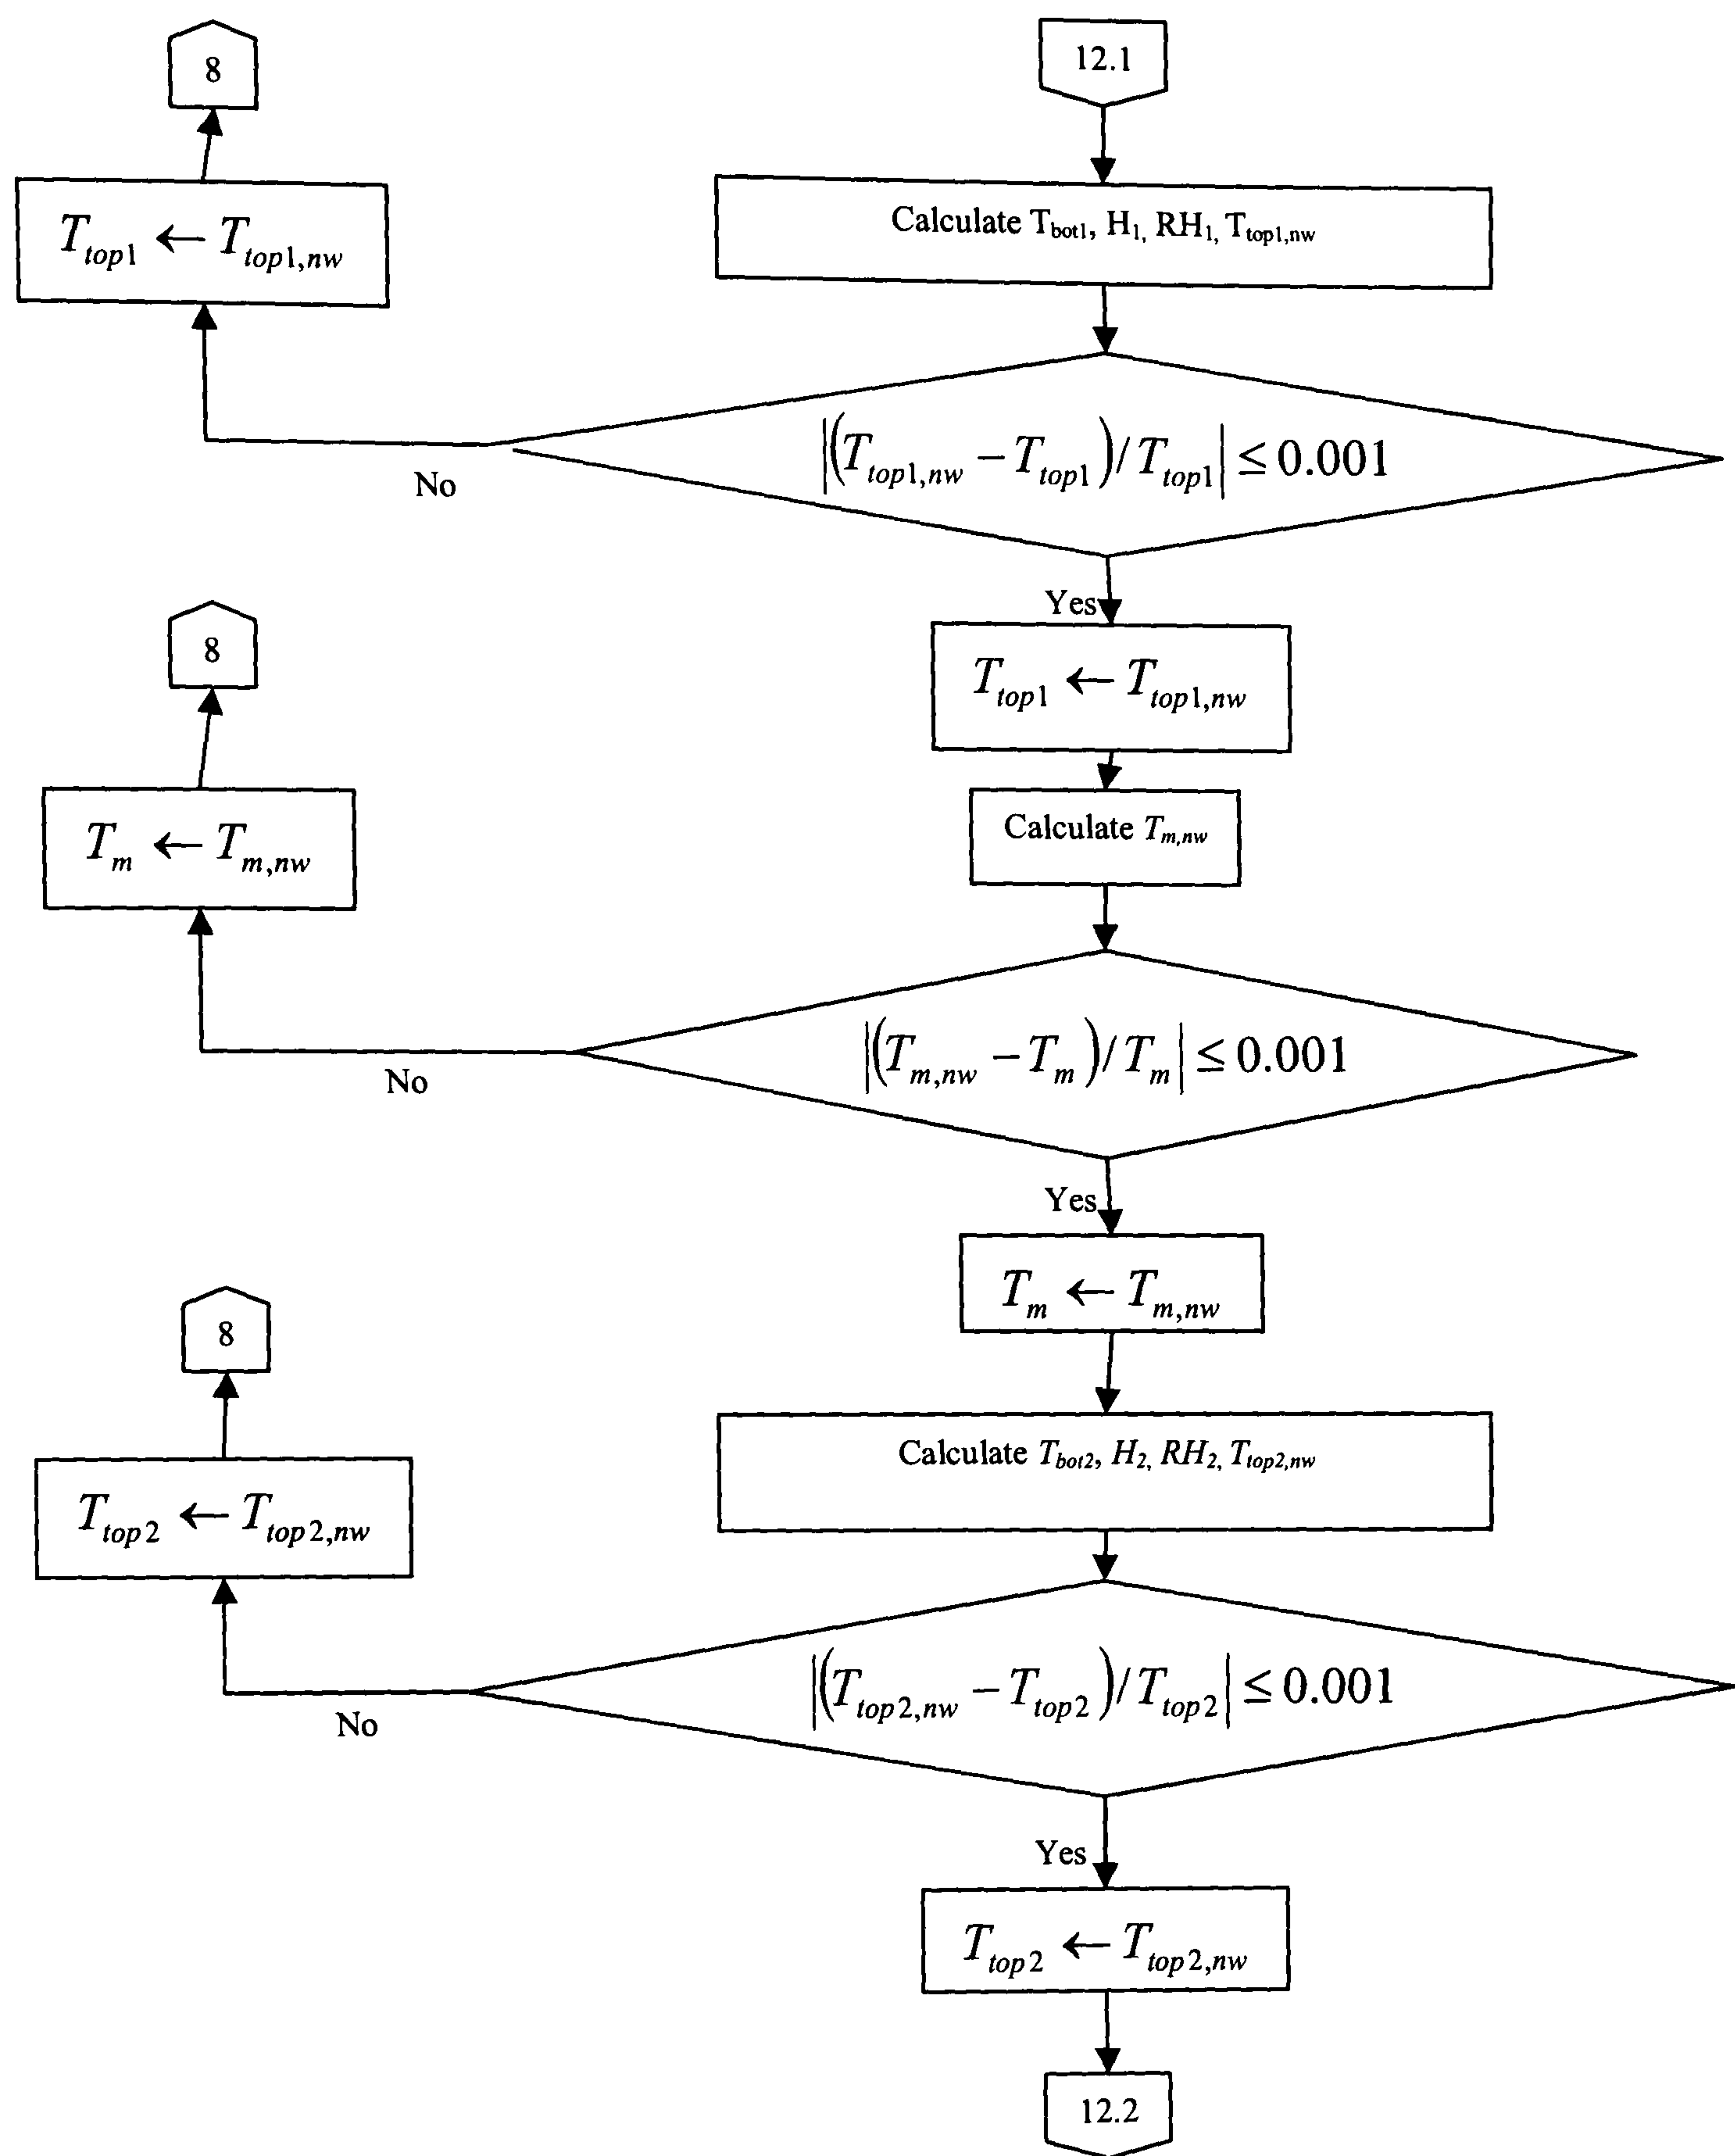 8
12.1
T_top1 ← T_top1,nw
Calculate T_bot1, H_1, RH_1, T_top1,nw
|(T_top1,nw − T_top1)/T_top1| ≤ 0.001
No
Yes
8
T_top1 ← T_top1,nw
T_m ← T_m,nw
Calculate T_m,nw
|(T_m,nw − T_m)/T_m| ≤ 0.001
No
Yes
T_m ← T_m,nw
8
Calculate T_bot2, H_2, RH_2, T_top2,nw
T_top2 ← T_top2,nw
|(T_top2,nw − T_top2)/T_top2| ≤ 0.001
No
Yes
T_top2 ← T_top2,nw
12.2